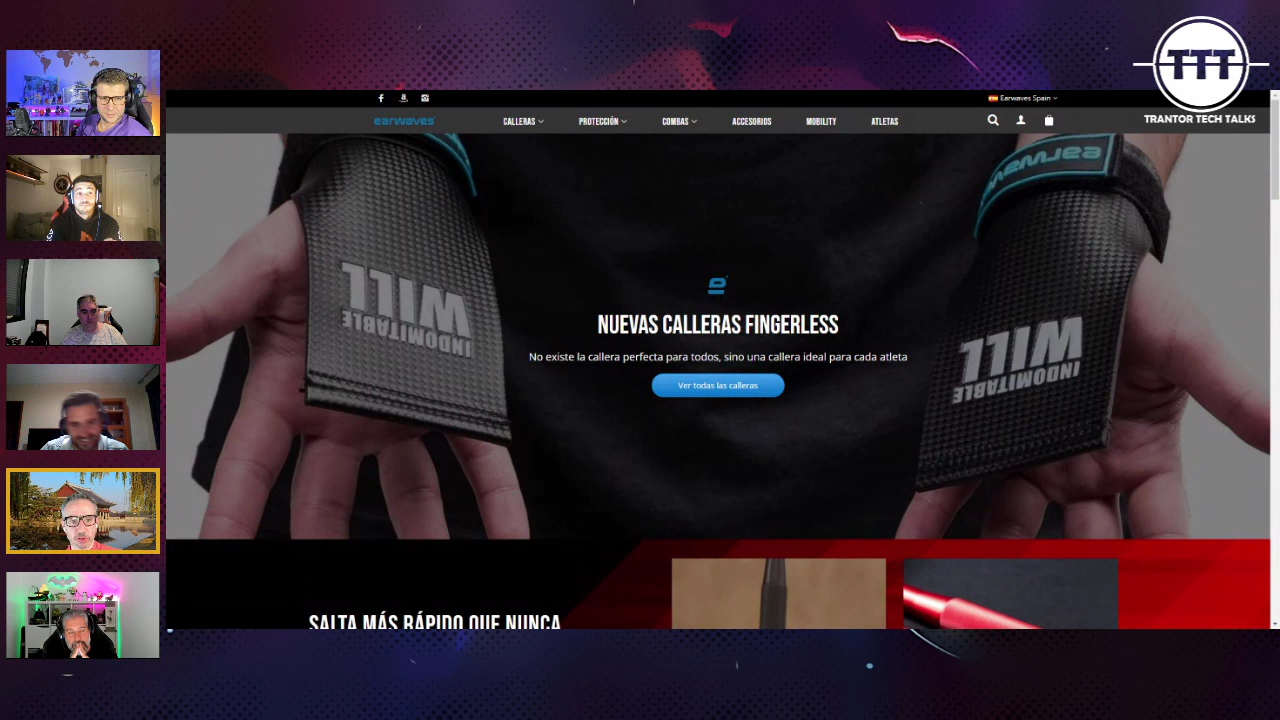 TTT
TRANTOR TECH TALKS
Earwaves Spain
earwaves
CALLERAS
PROTECCIÓN
COMBAS
ACCESORIOS
MOBILITY
ATLETAS
earwaves
INDOMITABLE
WILL
INDOMITABLE
WILL
NUEVAS CALLERAS FINGERLESS
No existe la callera perfecta para todos, sino una callera ideal para cada atleta
Ver todas las calleras
SALTA MÁS RÁPIDO QUE NUNCA